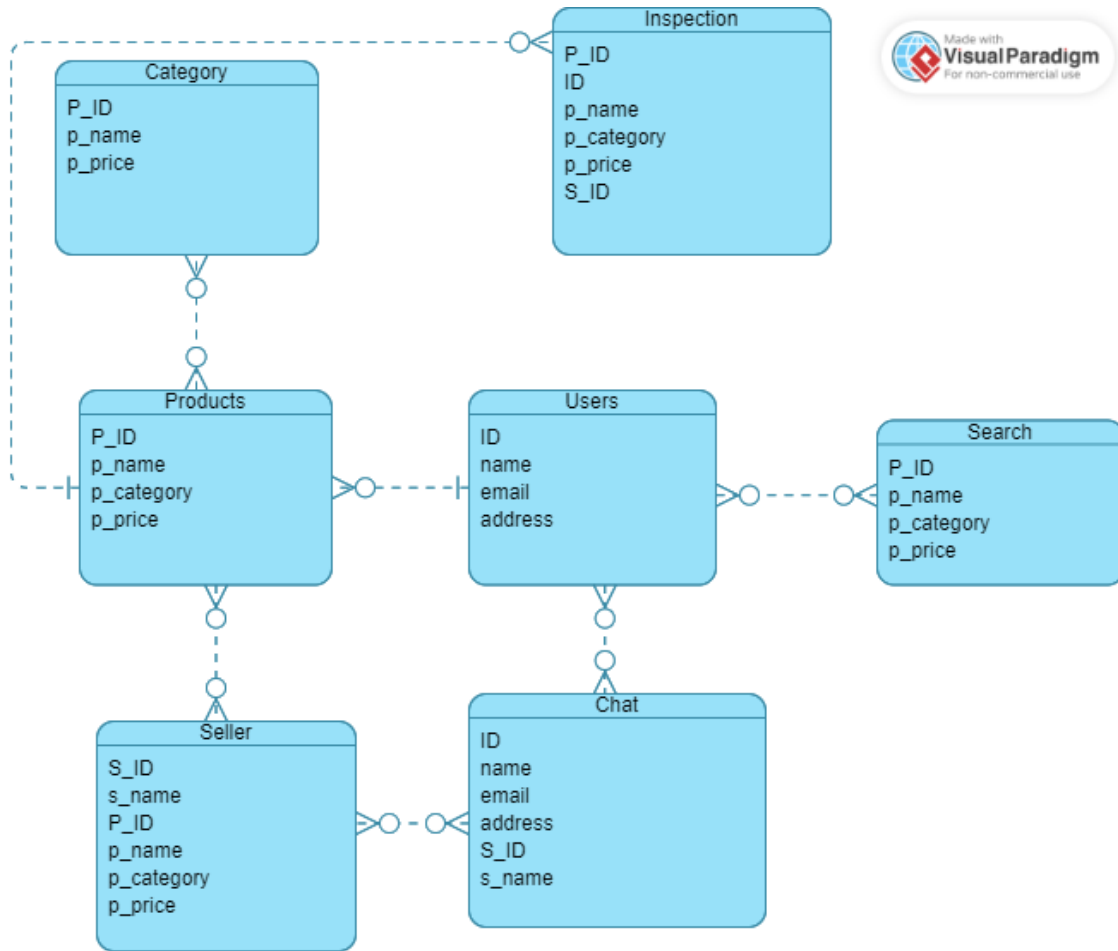 Inspection
P_ID
ID
p_name
p_category
p_price
S_ID
Made with
Visual Paradigm
For non-commercial use
Category
P_ID
p_name
p_price
Products
P_ID
p_name
p_category
p_price
Users
ID
name
email
address
Search
P_ID
p_name
p_category
p_price
Seller
S_ID
s_name
P_ID
p_name
p_category
p_price
Chat
ID
name
email
address
S_ID
s_name